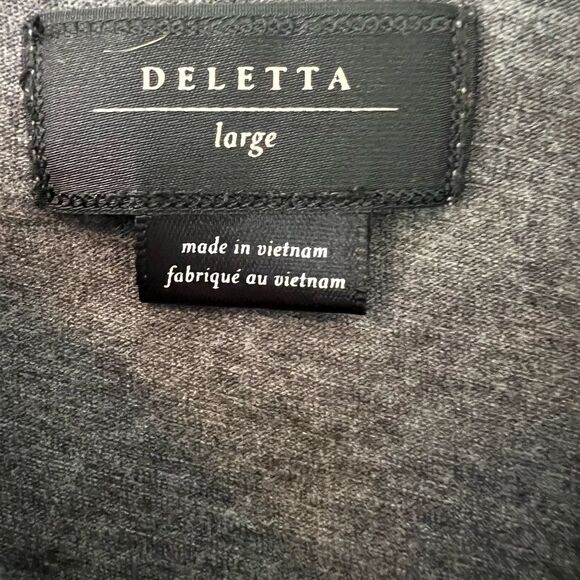 DELETTA
large
made in vietnam
fabriqué au vietnam